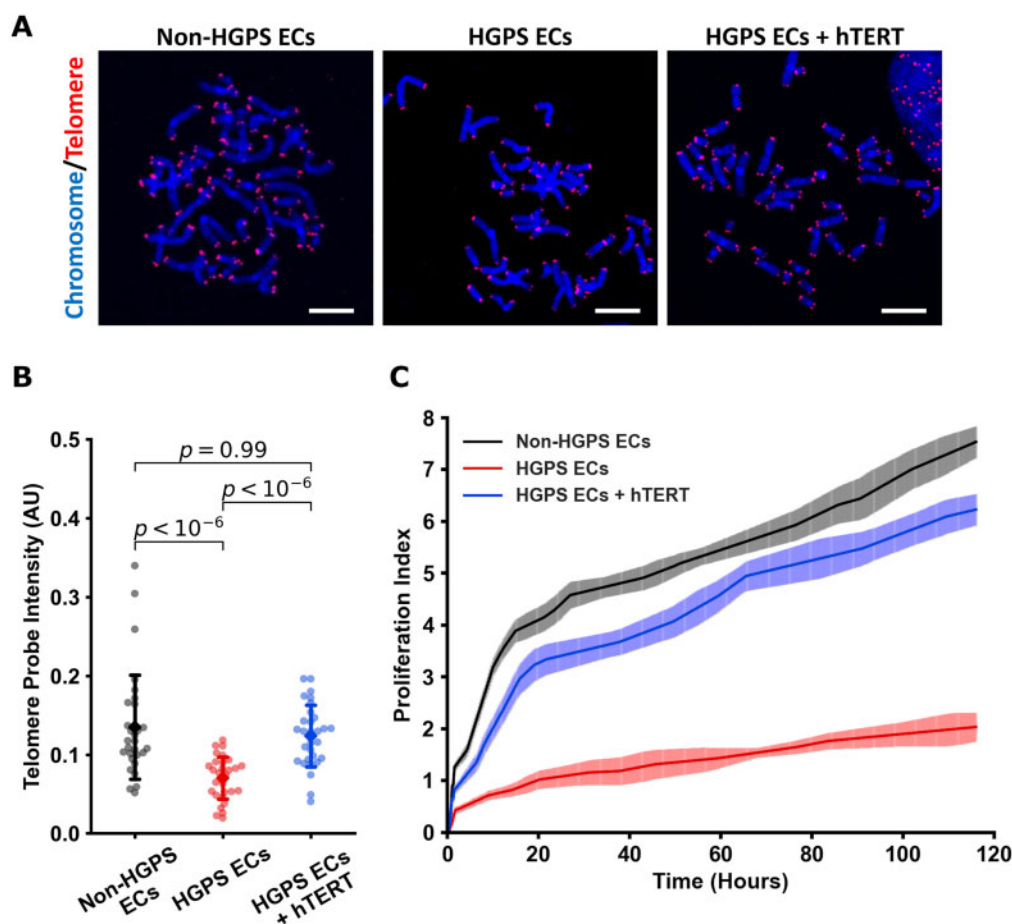 A
Non-HGPS ECs
HGPS ECs
HGPS ECs + hTERT
Chromosome/Telomere
B
C
Telomere Probe Intensity (AU)
0.5
0.4
0.3
0.2
0.1
0.0
p = 0.99
p < 10⁻⁶
p < 10⁻⁶
Non-HGPS
ECs
HGPS ECs
HGPS ECs
+ hTERT
Proliferation Index
8
7
6
5
4
3
2
1
0
Non-HGPS ECs
HGPS ECs
HGPS ECs + hTERT
0
20
40
60
80
100
120
Time (Hours)